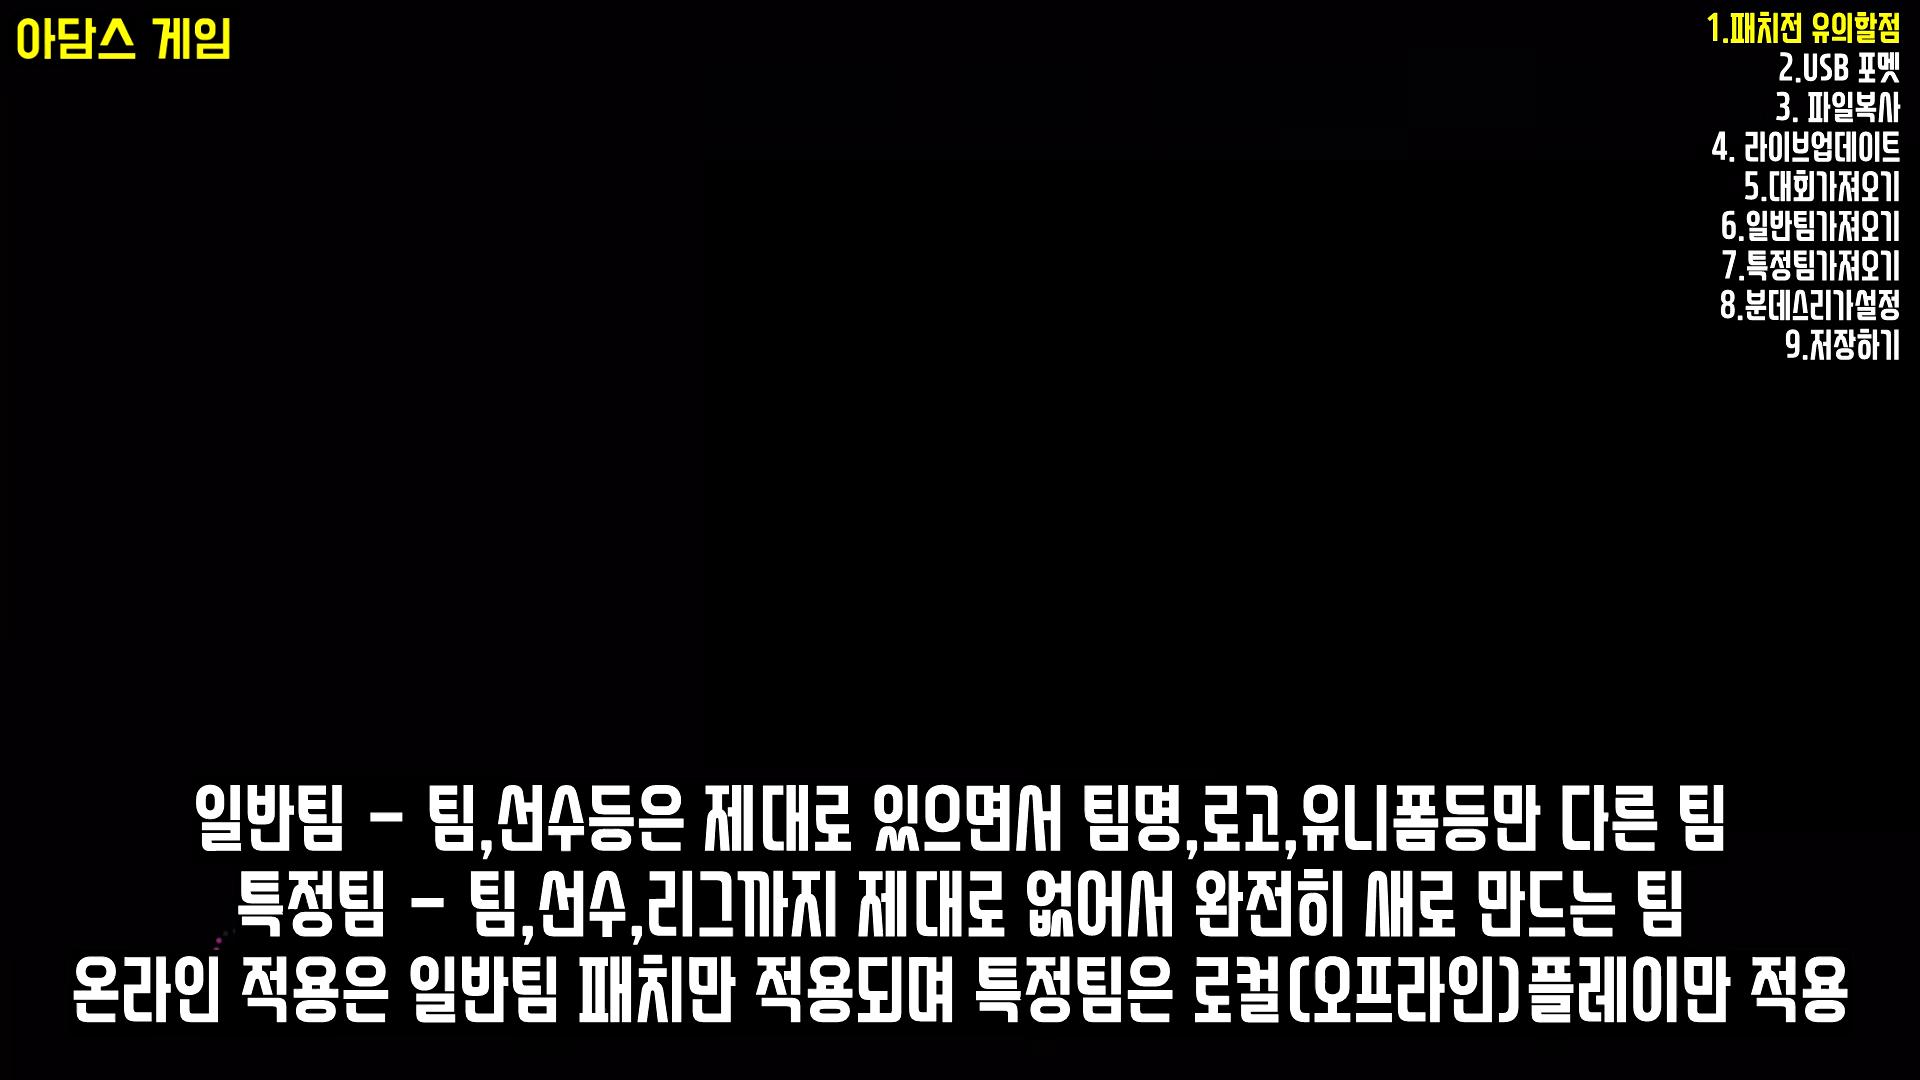 아담스 게임
1.패치전 유의할점
2.USB 포멧
3. 파일복사
4. 라이브업데이트
5.대회가져오기
6.일반팀가져오기
7.특정팀가져오기
8.분데스리가설정
9.저장하기
일반팀 - 팀,선수등은 제대로 있으면서 팀명,로고,유니폼등만 다른 팀
특정팀 - 팀,선수,리그까지 제대로 없어서 완전히 새로 만드는 팀
온라인 적용은 일반팀 패치만 적용되며 특정팀은 로컬(오프라인)플레이만 적용